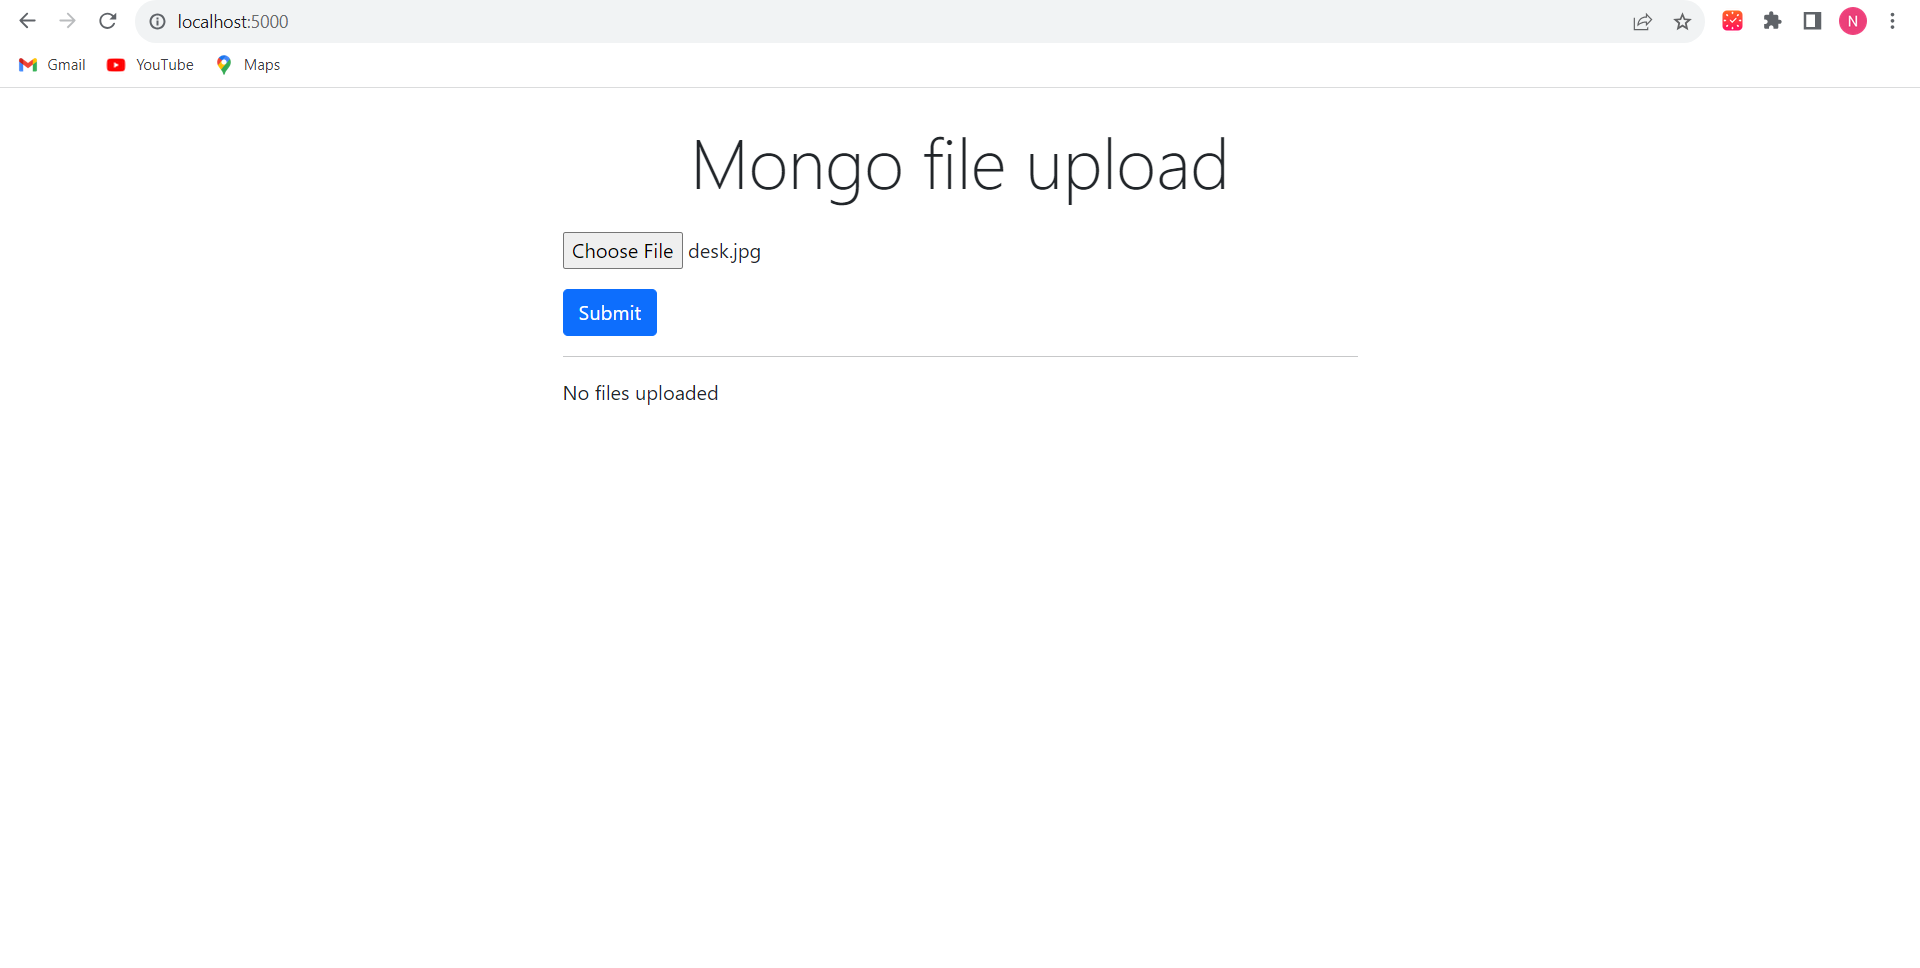 localhost:5000
N
Gmail YouTube Maps
Mongo file upload
Choose File desk.jpg
Submit
No files uploaded